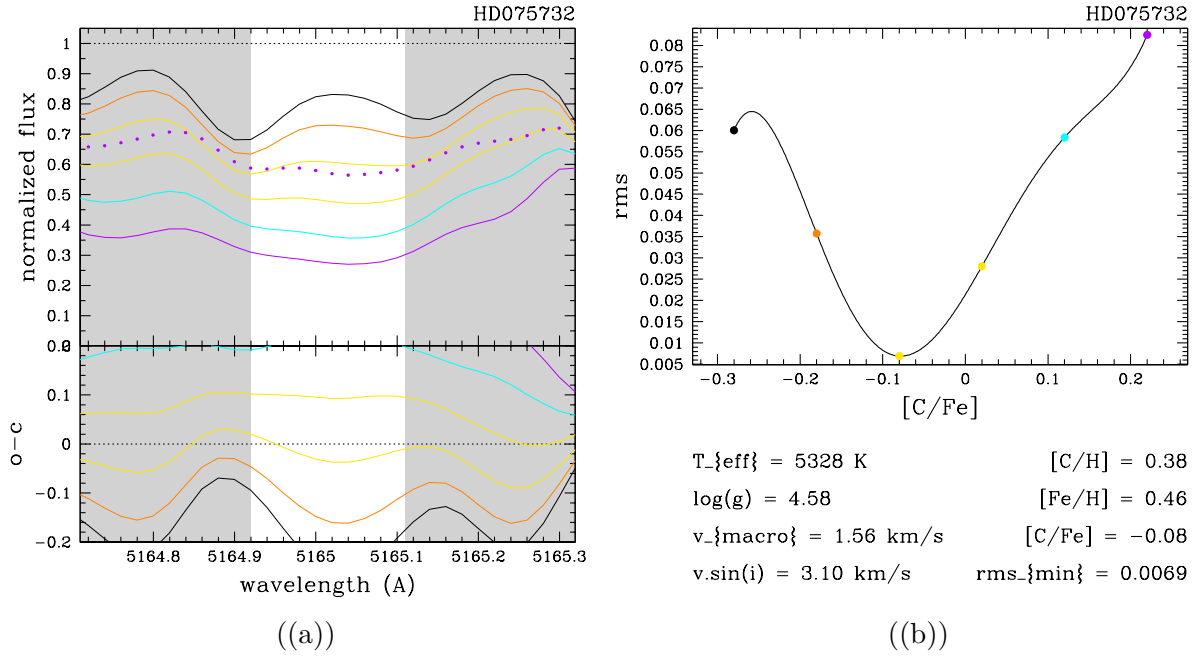 HD075732
1
0.9
0.8
0.7
0.6
0.5
0.4
0.3
0.2
0.1
0
normalized flux
0.2
0.1
0
−0.1
−0.2
o−c
5164.8 5164.9 5165 5165.1 5165.2 5165.3
wavelength (A)
((a))
HD075732
0.08
0.075
0.07
0.065
0.06
0.055
0.05
0.045
0.04
0.035
0.03
0.025
0.02
0.015
0.01
0.005
rms
−0.3 −0.2 −0.1 0 0.1 0.2
[C/Fe]
T_{eff} = 5328 K [C/H] = 0.38
log(g) = 4.58 [Fe/H] = 0.46
v_{macro} = 1.56 km/s [C/Fe] = −0.08
v.sin(i) = 3.10 km/s rms_{min} = 0.0069
((b))